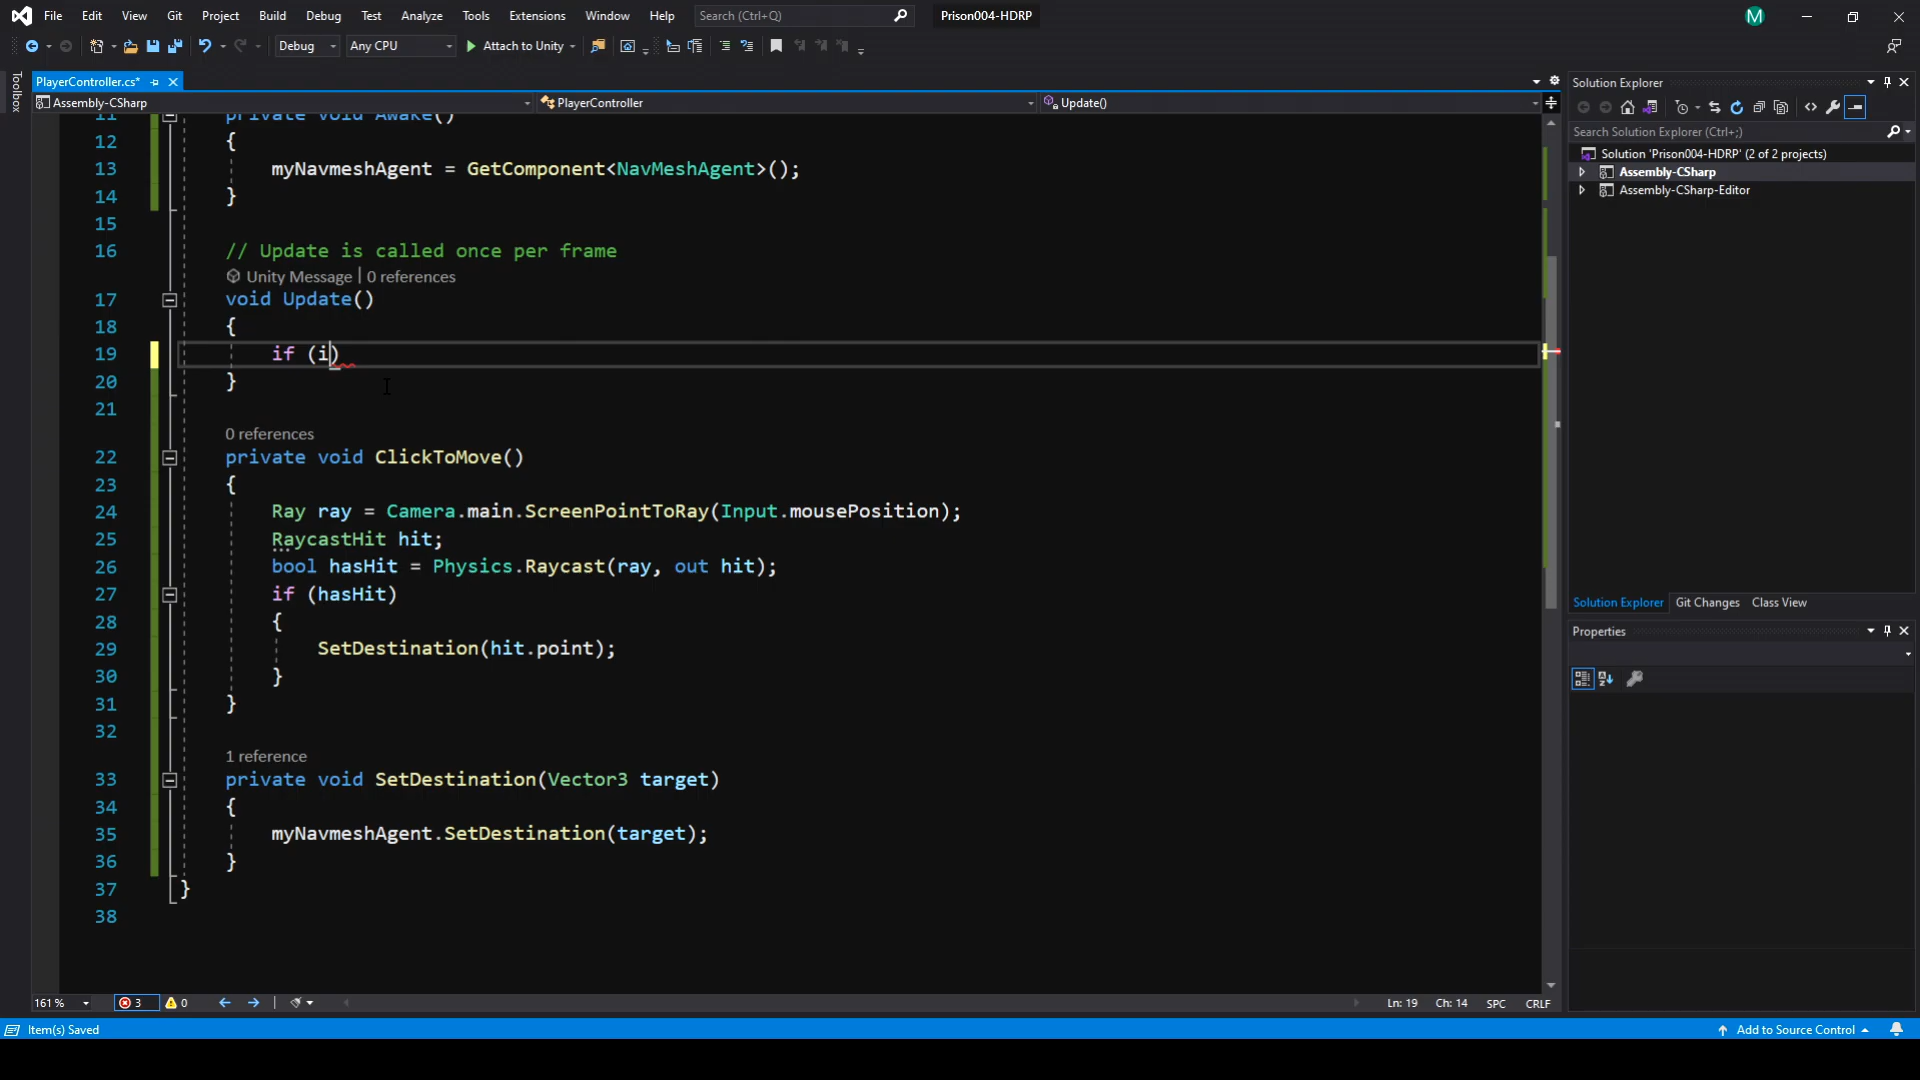 File Edit View Git Project Build Debug Test Analyze Tools Extensions Window Help Search (Ctrl+Q) Prison004-HDRP M
Debug Any CPU Attach to Unity
Toolbox
PlayerController.cs*
Assembly-CSharp PlayerController Update()
11 private void Awake()
12 {
13 myNavmeshAgent = GetComponent<NavMeshAgent>();
14 }
15
16 // Update is called once per frame
Unity Message | 0 references
17 void Update()
18 {
19 if (i)
20 }
21
0 references
22 private void ClickToMove()
23 {
24 Ray ray = Camera.main.ScreenPointToRay(Input.mousePosition);
25 RaycastHit hit;
26 bool hasHit = Physics.Raycast(ray, out hit);
27 if (hasHit)
28 {
29 SetDestination(hit.point);
30 }
31 }
32
1 reference
33 private void SetDestination(Vector3 target)
34 {
35 myNavmeshAgent.SetDestination(target);
36 }
37 }
38
161 % 3 0 Ln: 19 Ch: 14 SPC CRLF
Solution Explorer
Search Solution Explorer (Ctrl+;)
Solution 'Prison004-HDRP' (2 of 2 projects)
Assembly-CSharp
Assembly-CSharp-Editor
Solution Explorer Git Changes Class View
Properties
Item(s) Saved Add to Source Control